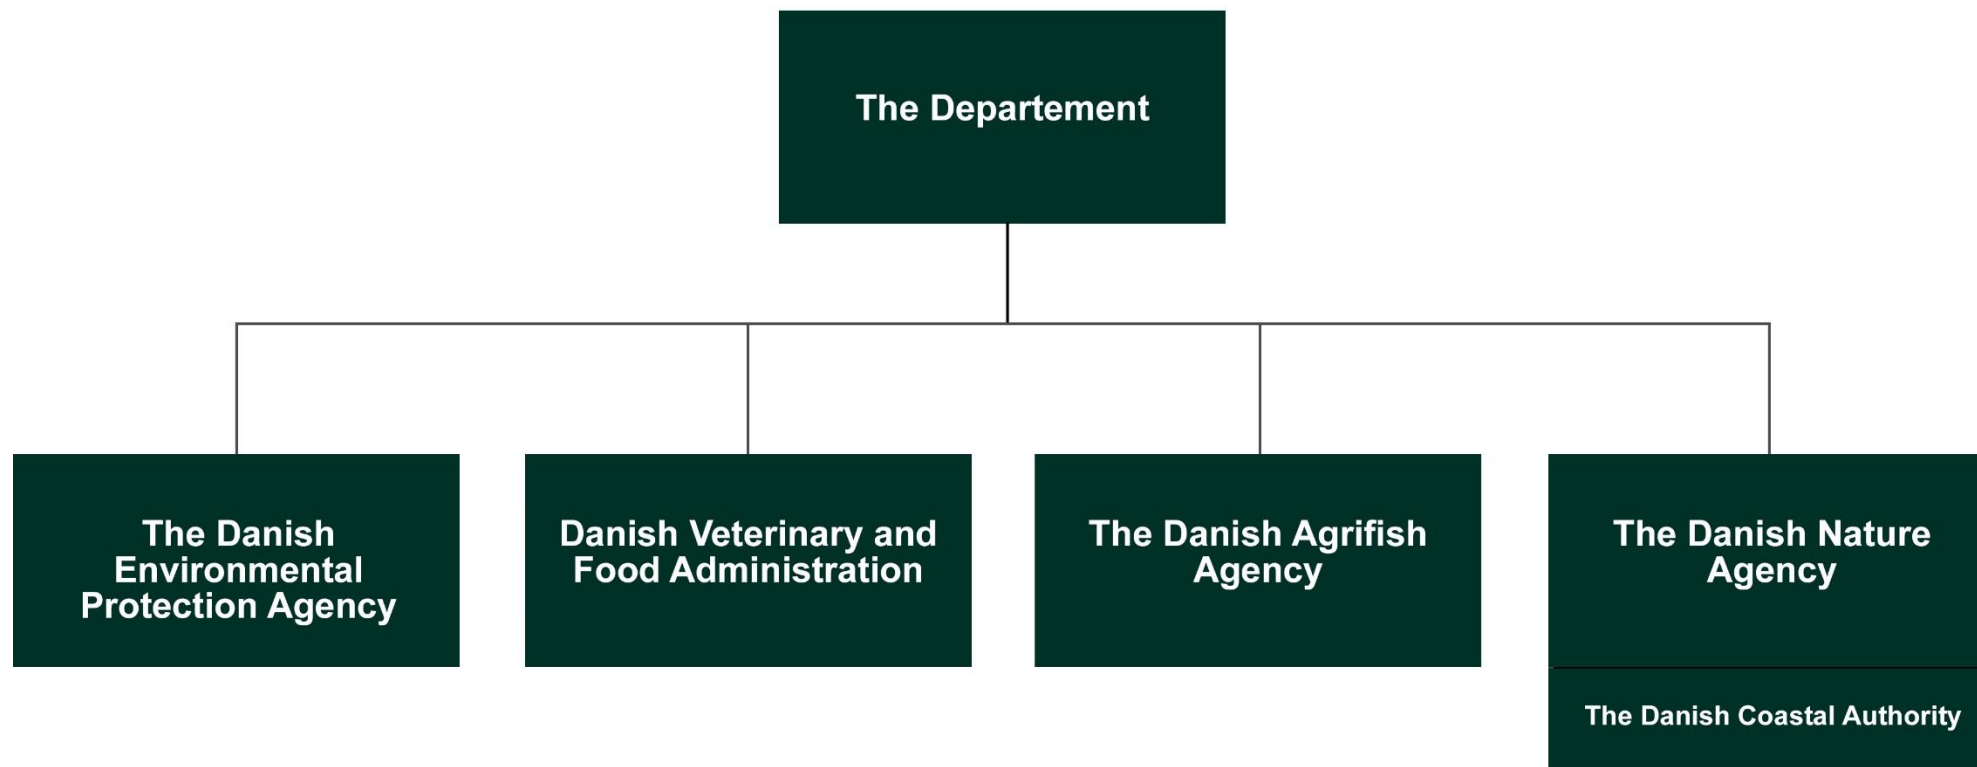 The Departement
The Danish
Environmental
Protection Agency
Danish Veterinary and
Food Administration
The Danish Agrifish
Agency
The Danish Nature
Agency
The Danish Coastal Authority